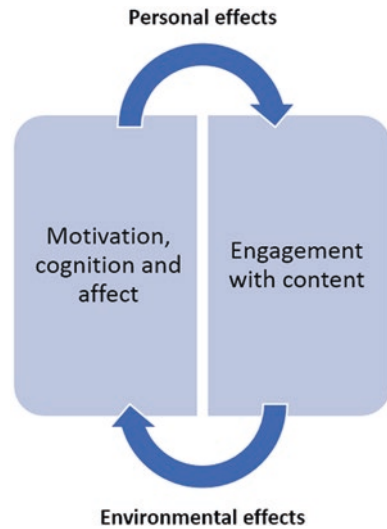 Personal effects
Motivation,
cognition and
affect
Engagement
with content
Environmental effects